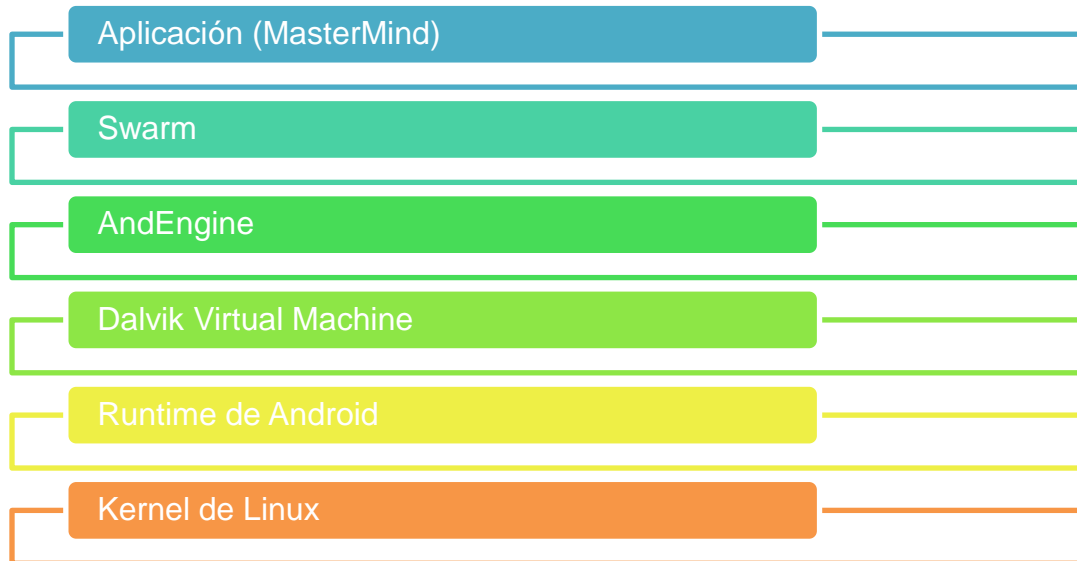 Aplicación (MasterMind)
Swarm
AndEngine
Dalvik Virtual Machine
Runtime de Android
Kernel de Linux